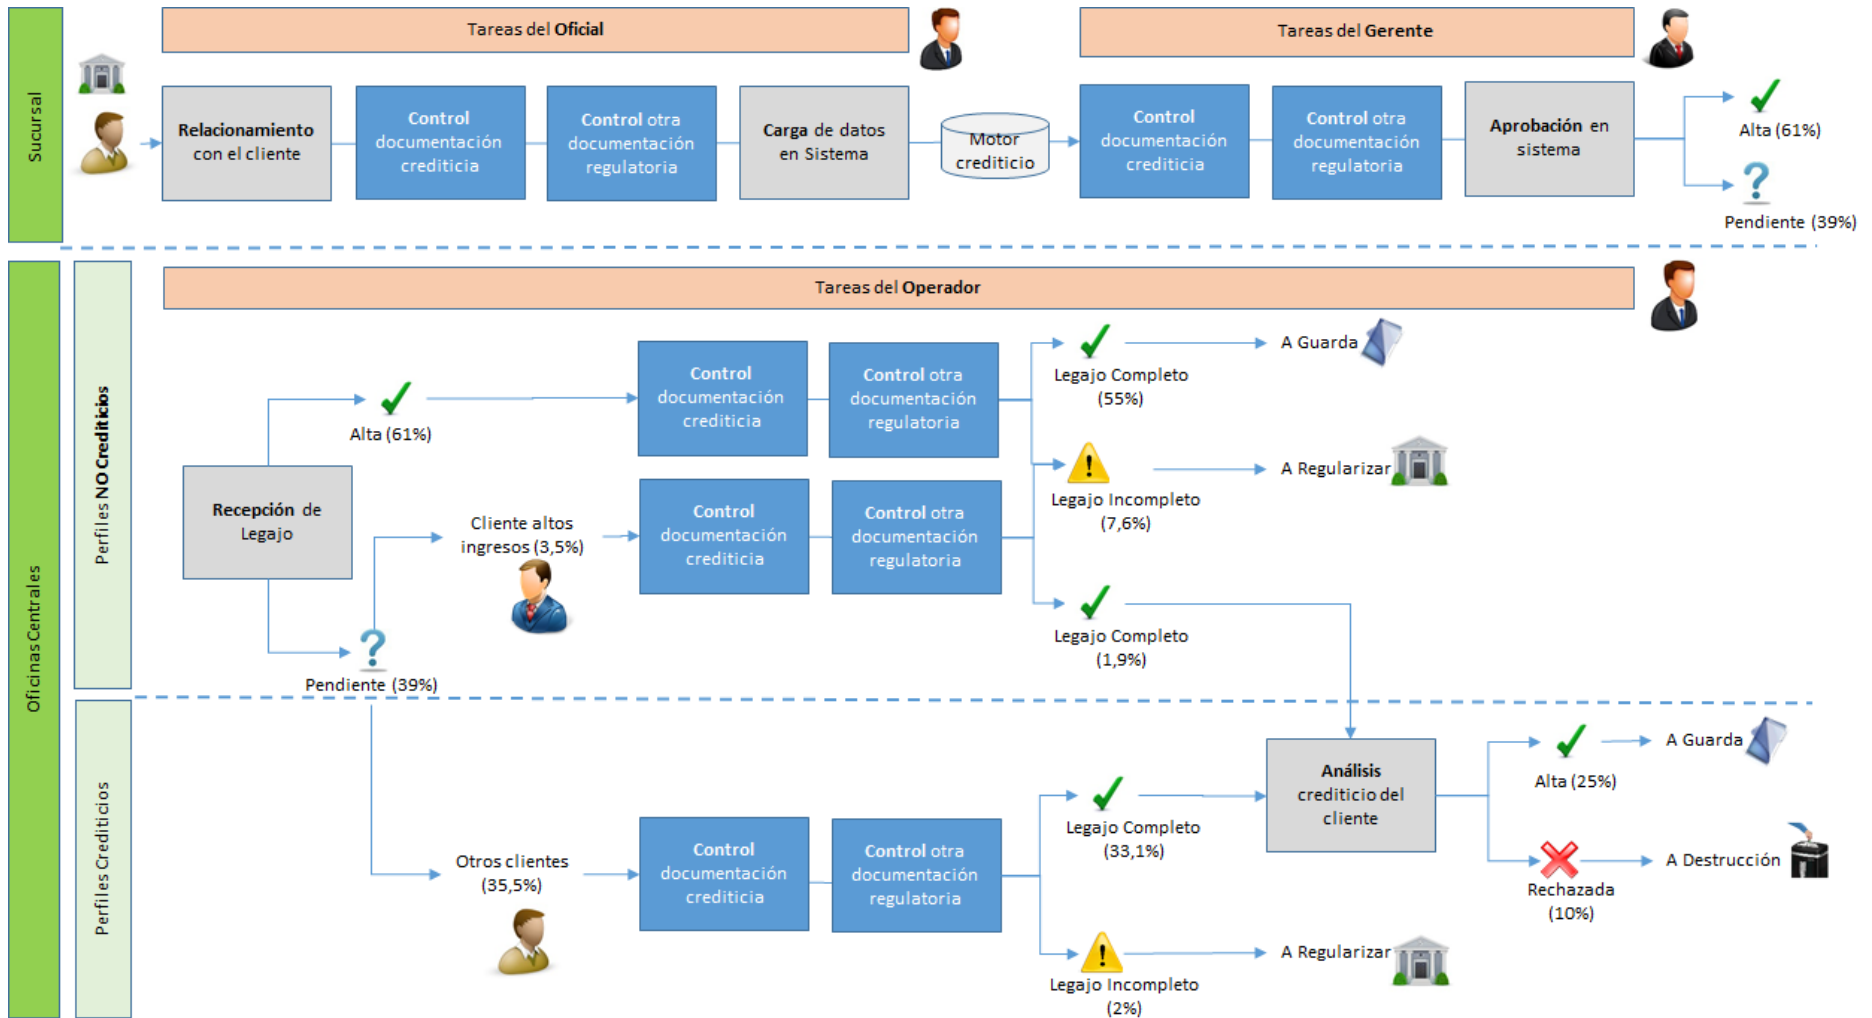 Tareas del Oficial
Tareas del Gerente
Sucursal
Relacionamiento
con el cliente
Control
documentación
crediticia
Control otra
documentación
regulatoria
Carga de datos
en Sistema
Motor
crediticio
Control
documentación
crediticia
Control otra
documentación
regulatoria
Aprobación en
sistema
Alta (61%)
Pendiente (39%)
Oficinas Centrales
Perfiles NO Crediticios
Tareas del Operador
Recepción de
Legajo
Alta (61%)
Control
documentación
crediticia
Control otra
documentación
regulatoria
Legajo Completo
(55%)
A Guarda
Legajo Incompleto
(7,6%)
A Regularizar
Pendiente (39%)
Cliente altos
ingresos (3,5%)
Control
documentación
crediticia
Control otra
documentación
regulatoria
Legajo Completo
(1,9%)
Perfiles Crediticios
Otros clientes
(35,5%)
Control
documentación
crediticia
Control otra
documentación
regulatoria
Legajo Completo
(33,1%)
Legajo Incompleto
(2%)
A Regularizar
Análisis
crediticio del
cliente
Alta (25%)
A Guarda
Rechazada
(10%)
A Destrucción